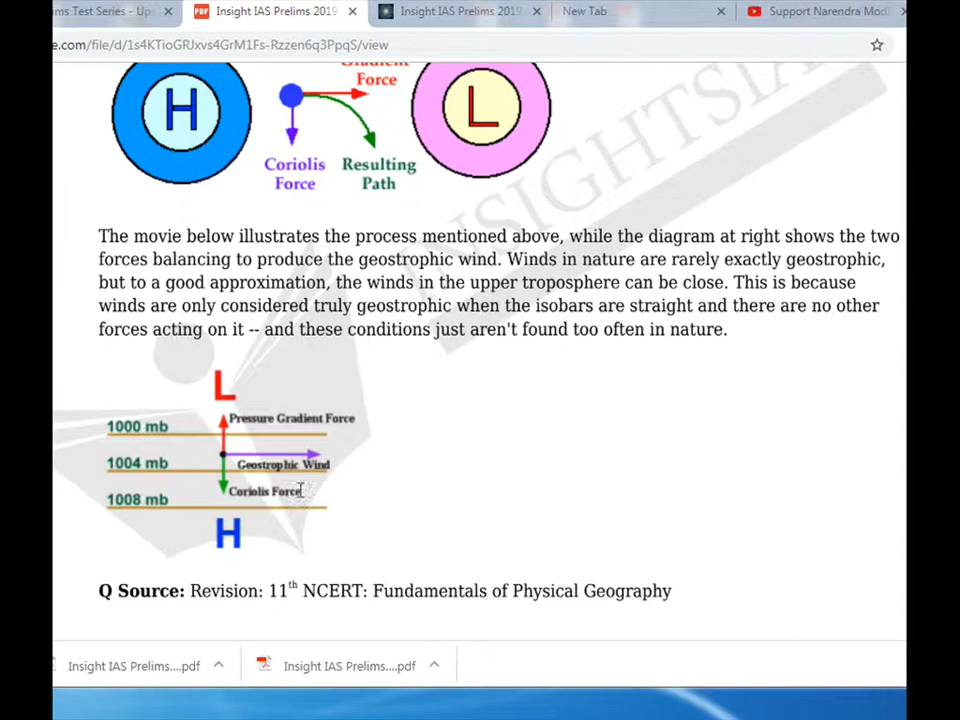 ms Test Series - Ups
Insight IAS Prelims 2019
Insight IAS Prelims 2019
New Tab
Support Narendra Modi
e.com/file/d/1s4KTioGRJxvs4GrM1Fs-Rzzen6q3PpqS/view
Gradient
Force
H
L
Coriolis
Force
Resulting
Path
INSIGHTSIA
The movie below illustrates the process mentioned above, while the diagram at right shows the two
forces balancing to produce the geostrophic wind. Winds in nature are rarely exactly geostrophic,
but to a good approximation, the winds in the upper troposphere can be close. This is because
winds are only considered truly geostrophic when the isobars are straight and there are no other
forces acting on it -- and these conditions just aren't found too often in nature.
L
Pressure Gradient Force
1000 mb
1004 mb
Geostrophic Wind
Coriolis Force
1008 mb
H
Q Source: Revision: 11th NCERT: Fundamentals of Physical Geography
Insight IAS Prelims....pdf
Insight IAS Prelims....pdf